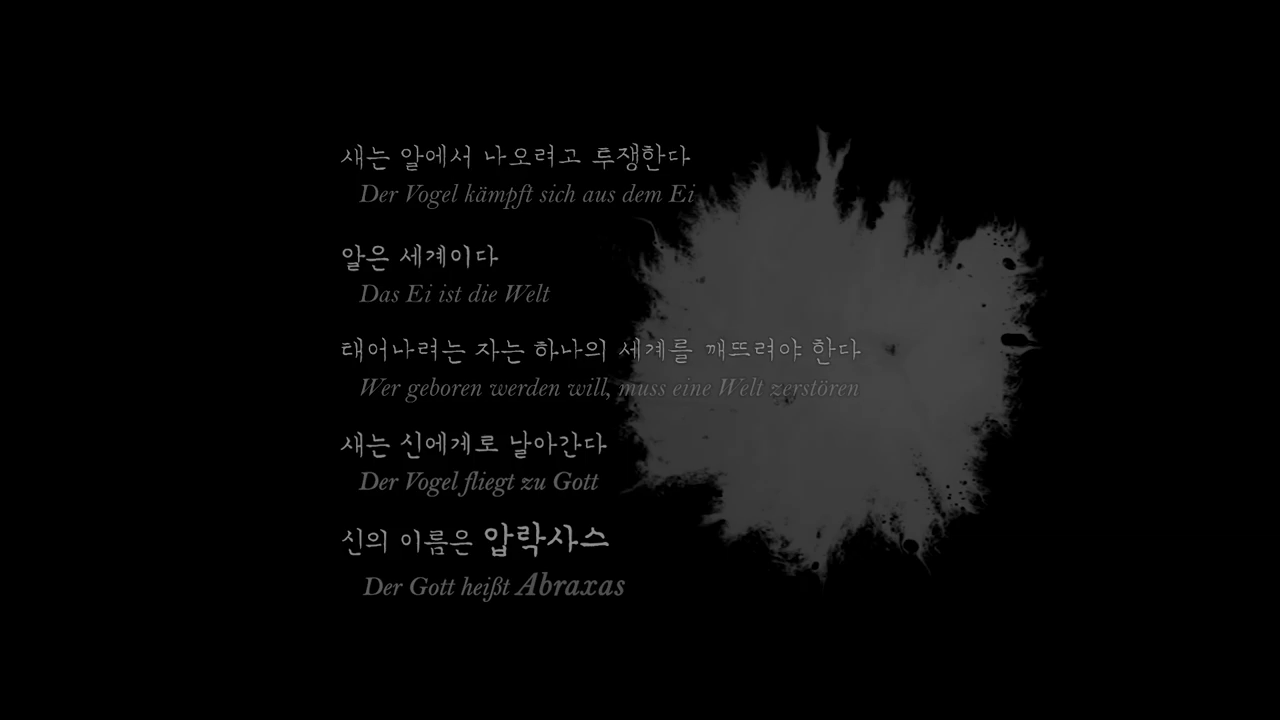 새는 알에서 나오려고 투쟁한다
Der Vogel kämpft sich aus dem Ei
알은 세계이다
Das Ei ist die Welt
태어나려는 자는 하나의 세계를 깨뜨려야 한다
Wer geboren werden will, muss eine Welt zerstören
새는 신에게로 날아간다
Der Vogel fliegt zu Gott
신의 이름은 압락사스
Der Gott heißt Abraxas